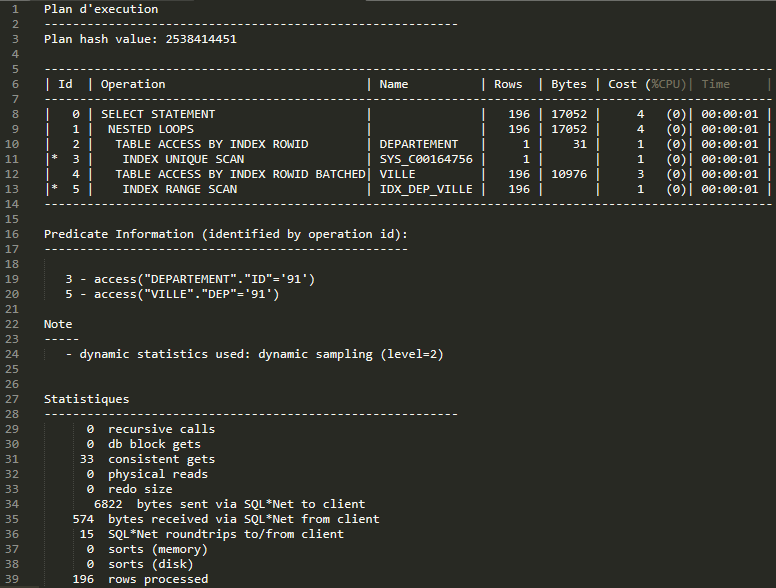 1 Plan d'execution
2 ----------------------------------------------------------
3 Plan hash value: 2538414451
4
5 ------------------------------------------------------------------------------------------------------
6 | Id  | Operation                            | Name           | Rows  | Bytes | Cost (%CPU)| Time     |
7 ------------------------------------------------------------------------------------------------------
8 |   0 | SELECT STATEMENT                     |                |   196 | 17052 |     4   (0)| 00:00:01 |
9 |   1 |  NESTED LOOPS                        |                |   196 | 17052 |     4   (0)| 00:00:01 |
10 |   2 |   TABLE ACCESS BY INDEX ROWID        | DEPARTEMENT    |     1 |    31 |     1   (0)| 00:00:01 |
11 |*  3 |    INDEX UNIQUE SCAN                 | SYS_C00164756  |     1 |       |     1   (0)| 00:00:01 |
12 |   4 |   TABLE ACCESS BY INDEX ROWID BATCHED| VILLE          |   196 | 10976 |     3   (0)| 00:00:01 |
13 |*  5 |    INDEX RANGE SCAN                  | IDX_DEP_VILLE  |   196 |       |     1   (0)| 00:00:01 |
14 ------------------------------------------------------------------------------------------------------
15
16 Predicate Information (identified by operation id):
17 ---------------------------------------------------
18
19    3 - access("DEPARTEMENT"."ID"='91')
20    5 - access("VILLE"."DEP"='91')
21
22 Note
23 -----
24    - dynamic statistics used: dynamic sampling (level=2)
25
26
27 Statistiques
28 ----------------------------------------------------------
29       0  recursive calls
30       0  db block gets
31      33  consistent gets
32       0  physical reads
33       0  redo size
34        6822  bytes sent via SQL*Net to client
35     574  bytes received via SQL*Net from client
36      15  SQL*Net roundtrips to/from client
37       0  sorts (memory)
38       0  sorts (disk)
39     196  rows processed